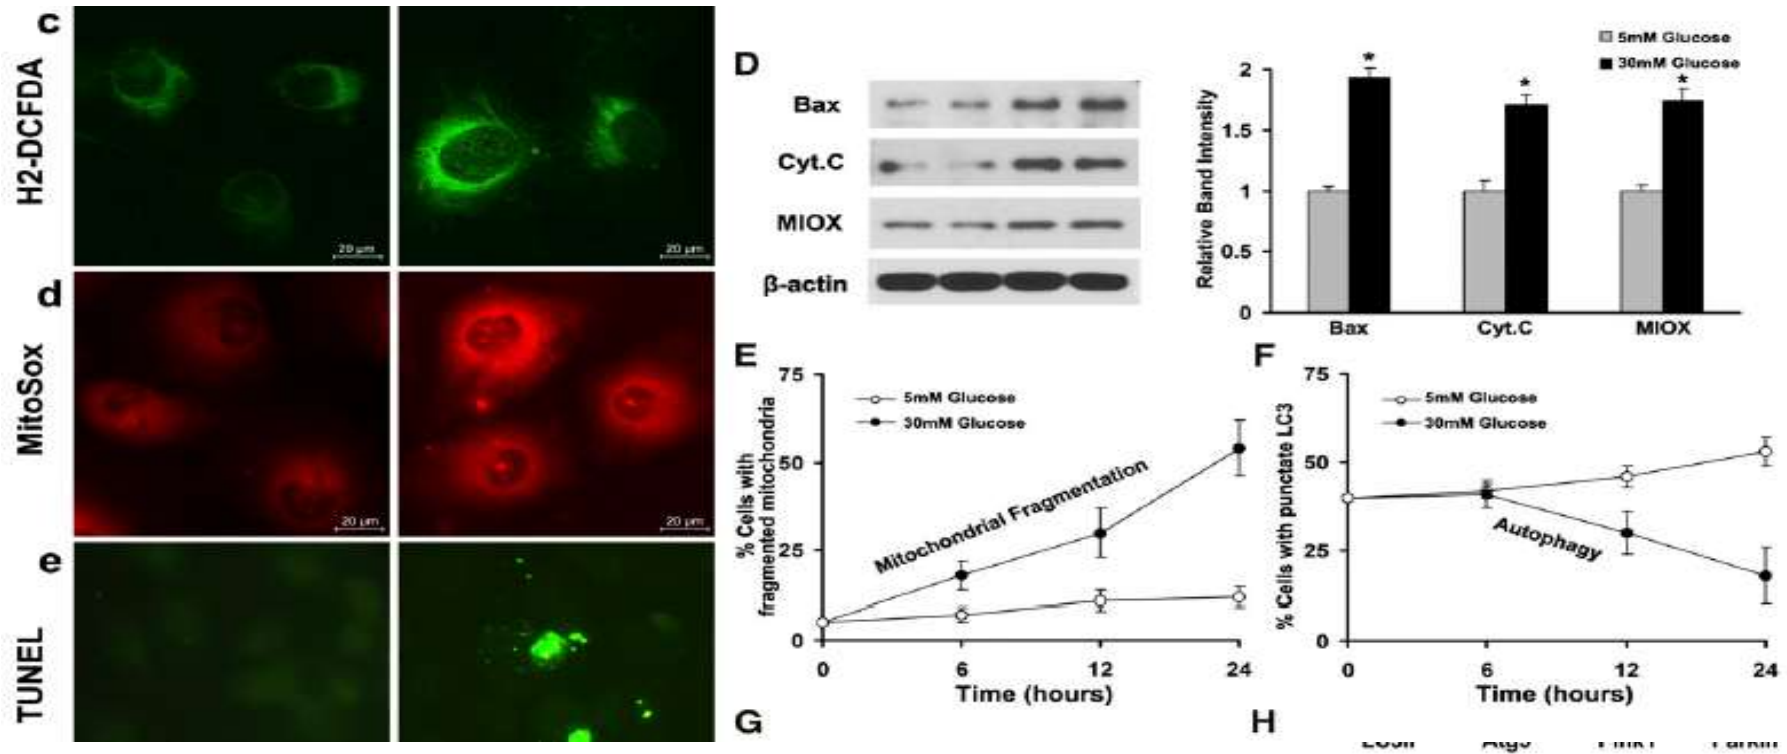 c
H2-DCFDA
20 μm
20 μm
d
MitoSox
20 μm
20 μm
e
TUNEL
D
Bax
Cyt.C
MIOX
β-actin
5mM Glucose
30mM Glucose
Relative Band Intensity
2
1.5
1
0.5
0
*
*
*
Bax Cyt.C MIOX
E
% Cells with
fragmented mitochondria
75
50
25
0
5mM Glucose
30mM Glucose
Mitochondrial Fragmentation
0 6 12 24
Time (hours)
F
% Cells with punctate LC3
75
50
25
0
5mM Glucose
30mM Glucose
Autophagy
0 6 12 24
Time (hours)
G
H